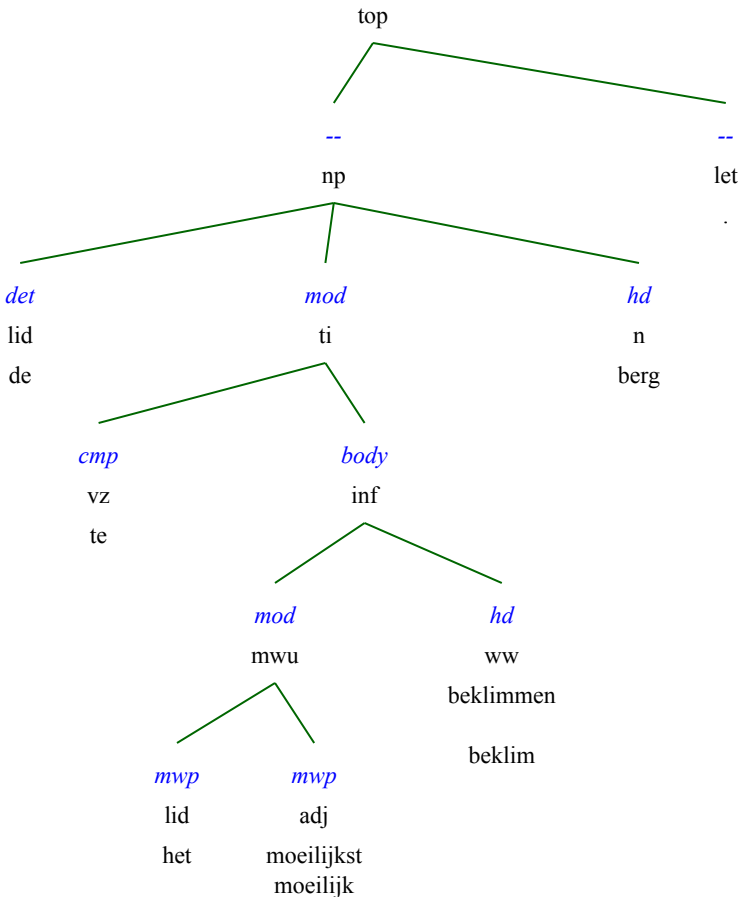 top
-- --
np let
.
det mod hd
lid ti n
de berg
cmp body
vz inf
te
mod hd
mwu ww
beklimmen
beklim
mwp mwp
lid adj
het moeilijkst
moeilijk